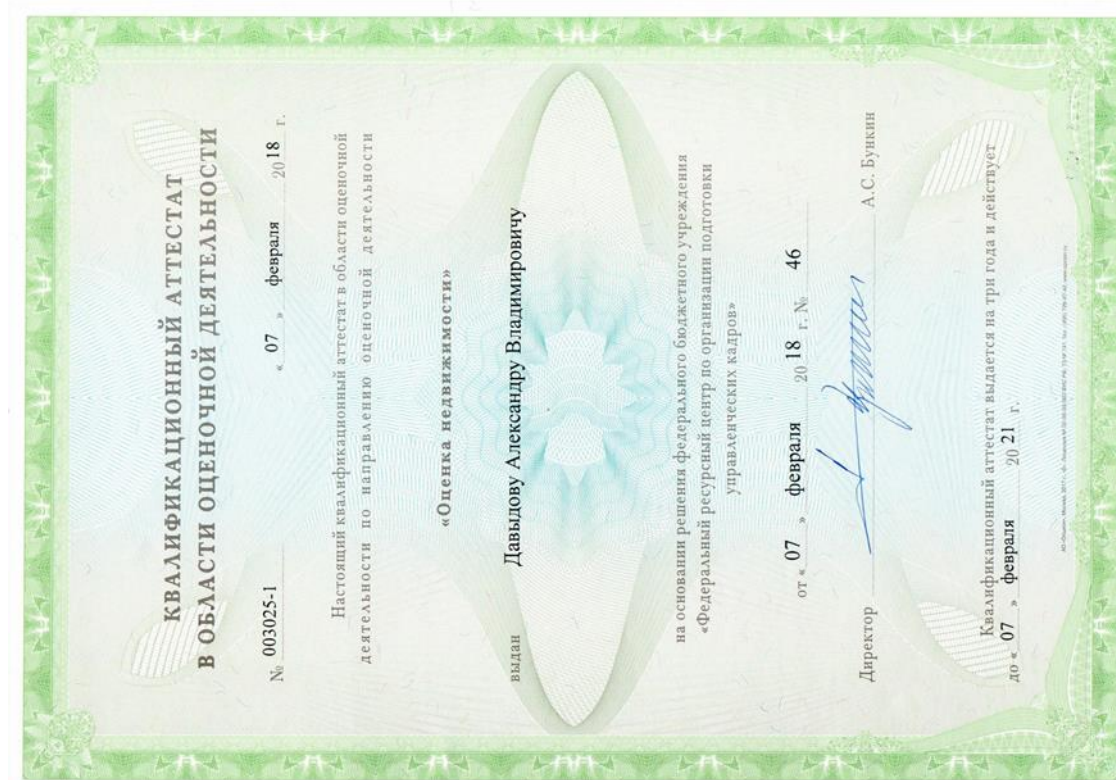 КВАЛИФИКАЦИОННЫЙ АТТЕСТАТ
В ОБЛАСТИ ОЦЕНОЧНОЙ ДЕЯТЕЛЬНОСТИ
№ 003025-1 « 07 » февраля 20 18 г.
Настоящий квалификационный аттестат в области оценочной
деятельности по направлению оценочной деятельности
«Оценка недвижимости»
выдан Давыдову Александру Владимировичу
на основании решения федерального бюджетного учреждения
«Федеральный ресурсный центр по организации подготовки
управленческих кадров»
от « 07 » февраля 20 18 г. № 46
Директор А.С. Бункин
Квалификационный аттестат выдается на три года и действует
до « 07 » февраля 20 21 г.